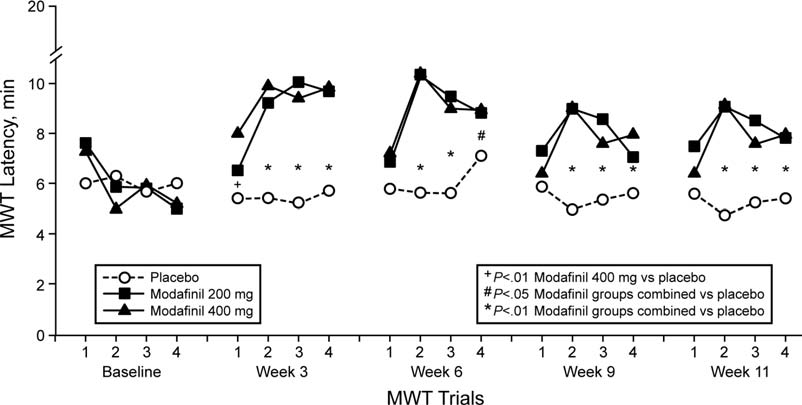 20
10
8
6
4
2
0
MWT Latency, min
+
* * *
* *
#
* * *
* * *
Placebo
Modafinil 200 mg
Modafinil 400 mg
+P<.01 Modafinil 400 mg vs placebo
#P<.05 Modafinil groups combined vs placebo
*P<.01 Modafinil groups combined vs placebo
1 2 3 4 1 2 3 4 1 2 3 4 1 2 3 4 1 2 3 4
Baseline Week 3 Week 6 Week 9 Week 11
MWT Trials